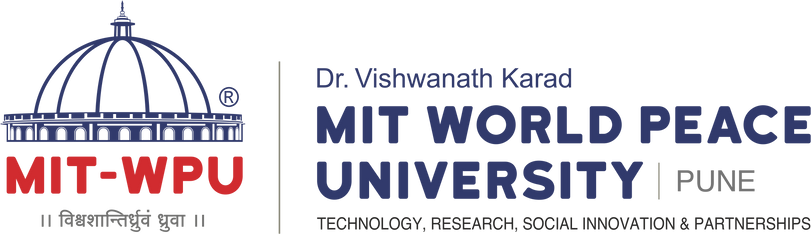 ®
MIT-WPU
।। विश्वशान्तिर्ध्रुवं ध्रुवा ।।
Dr. Vishwanath Karad
MIT WORLD PEACE
UNIVERSITY | PUNE
TECHNOLOGY, RESEARCH, SOCIAL INNOVATION & PARTNERSHIPS